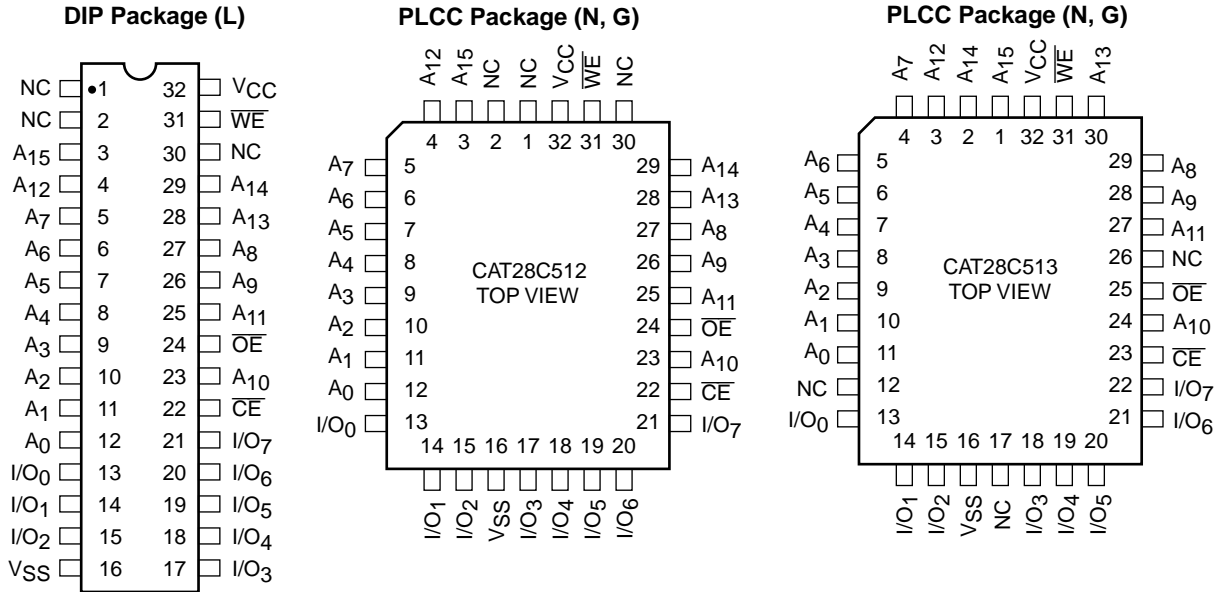 DIP Package (L)
NC 1 32 VCC
NC 2 31 WE
A15 3 30 NC
A12 4 29 A14
A7 5 28 A13
A6 6 27 A8
A5 7 26 A9
A4 8 25 A11
A3 9 24 OE
A2 10 23 A10
A1 11 22 CE
A0 12 21 I/O7
I/O0 13 20 I/O6
I/O1 14 19 I/O5
I/O2 15 18 I/O4
VSS 16 17 I/O3
PLCC Package (N, G)
A12 A15 NC NC VCC WE NC
4 3 2 1 32 31 30
A7 5 29 A14
A6 6 28 A13
A5 7 27 A8
A4 8 26 A9
A3 9 25 A11
A2 10 24 OE
A1 11 23 A10
A0 12 22 CE
I/O0 13 21 I/O7
CAT28C512
TOP VIEW
14 15 16 17 18 19 20
I/O1 I/O2 VSS I/O3 I/O4 I/O5 I/O6
PLCC Package (N, G)
A7 A12 A14 A15 VCC WE A13
4 3 2 1 32 31 30
A6 5 29 A8
A5 6 28 A9
A4 7 27 A11
A3 8 26 NC
A2 9 25 OE
A1 10 24 A10
A0 11 23 CE
NC 12 22 I/O7
I/O0 13 21 I/O6
CAT28C513
TOP VIEW
14 15 16 17 18 19 20
I/O1 I/O2 VSS NC I/O3 I/O4 I/O5